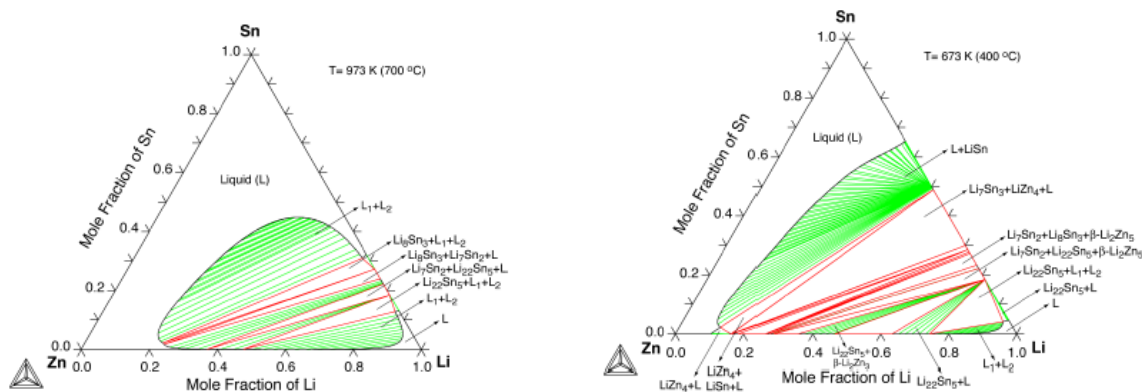 Sn
1.0
T= 973 K (700 °C)
0.8
Mole Fraction of Sn
0.6
Liquid (L)
0.4
L₁+L₂
Li₈Sn₃+L₁+L₂
Li₈Sn₃+Li₇Sn₂+L
Li₇Sn₂+Li₂₂Sn₅+L
Li₂₂Sn₅+L₁+L₂
0.2
L₁+L₂
L
0.0
Zn
0.0
0.2
0.4
0.6
0.8
1.0
Li
Mole Fraction of Li
Sn
1.0
T= 673 K (400 °C)
0.8
Mole Fraction of Sn
Liquid (L)
0.6
L+LiSn
0.4
Li₇Sn₃+LiZn₄+L
Li₇Sn₂+Li₈Sn₃+β-Li₂Zn₅
Li₇Sn₂+Li₂₂Sn₅+β-Li₂Zn₅
0.2
Li₂₂Sn₅+L₁+L₂
Li₂₂Sn₅+L
L
0.0
Zn
0.0
0.2
0.4
0.6
0.8
1.0
Li
LiZn₄+L
LiZn₄+
LiSn+L
Li₂₂Sn₅+
β-Li₂Zn₃
Li₂₂Sn₅+L
L₁+L₂
Mole Fraction of Li